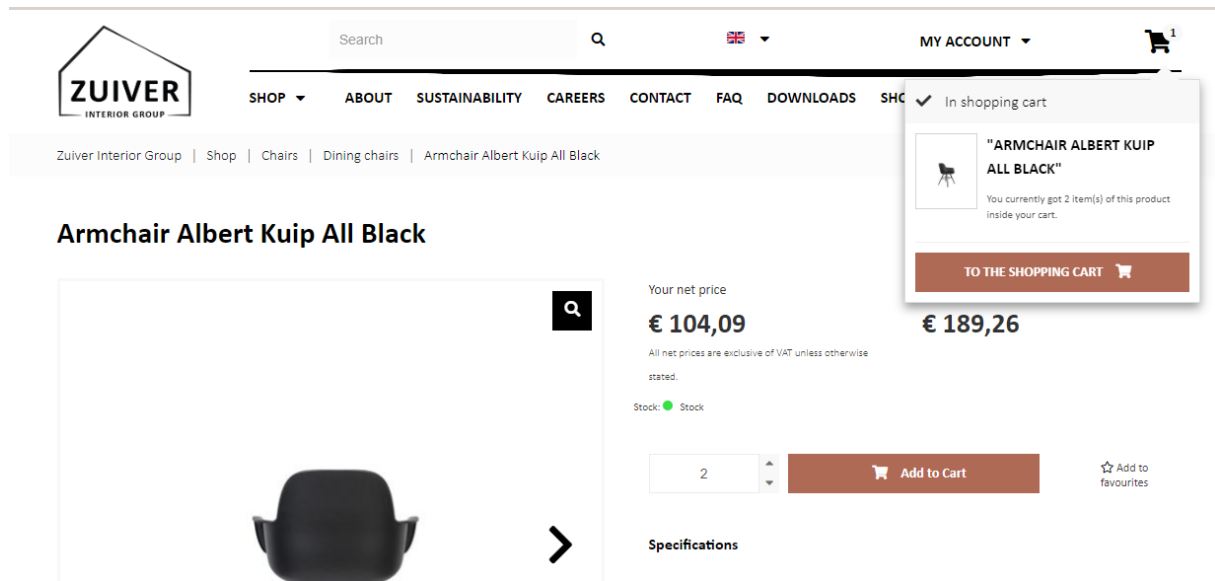 Search
MY ACCOUNT
1
ZUIVER
INTERIOR GROUP
SHOP
ABOUT
SUSTAINABILITY
CAREERS
CONTACT
FAQ
DOWNLOADS
In shopping cart
"ARMCHAIR ALBERT KUIP
ALL BLACK"
You currently got 2 item(s) of this product
inside your cart.
TO THE SHOPPING CART
Zuiver Interior Group | Shop | Chairs | Dining chairs | Armchair Albert Kuip All Black
Armchair Albert Kuip All Black
Your net price
€ 104,09
€ 189,26
All net prices are exclusive of VAT unless otherwise
stated.
Stock: Stock
2
Add to Cart
Add to
favourites
Specifications